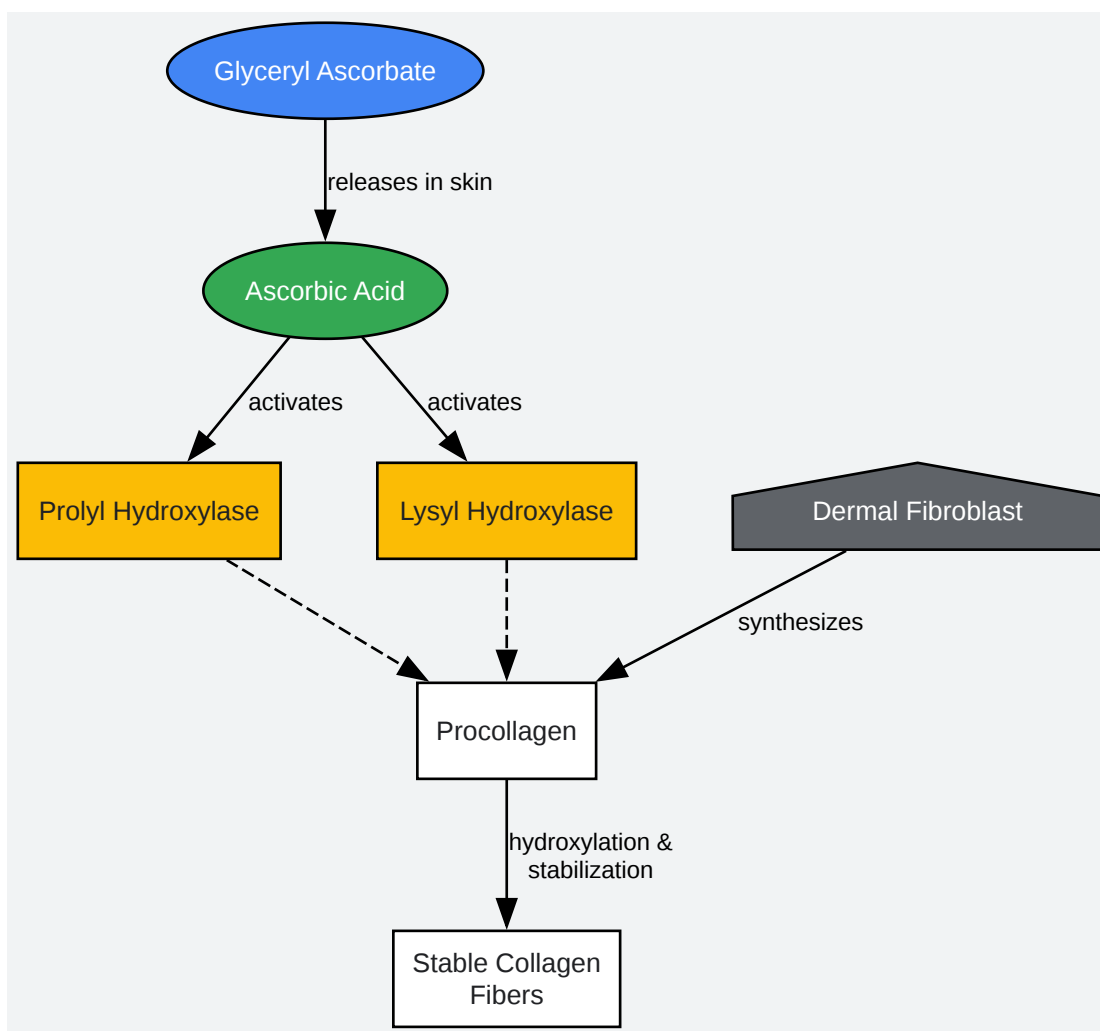 Glyceryl Ascorbate
releases in skin
Ascorbic Acid
activates
activates
Prolyl Hydroxylase
Lysyl Hydroxylase
Dermal Fibroblast
synthesizes
Procollagen
hydroxylation &
stabilization
Stable Collagen
Fibers